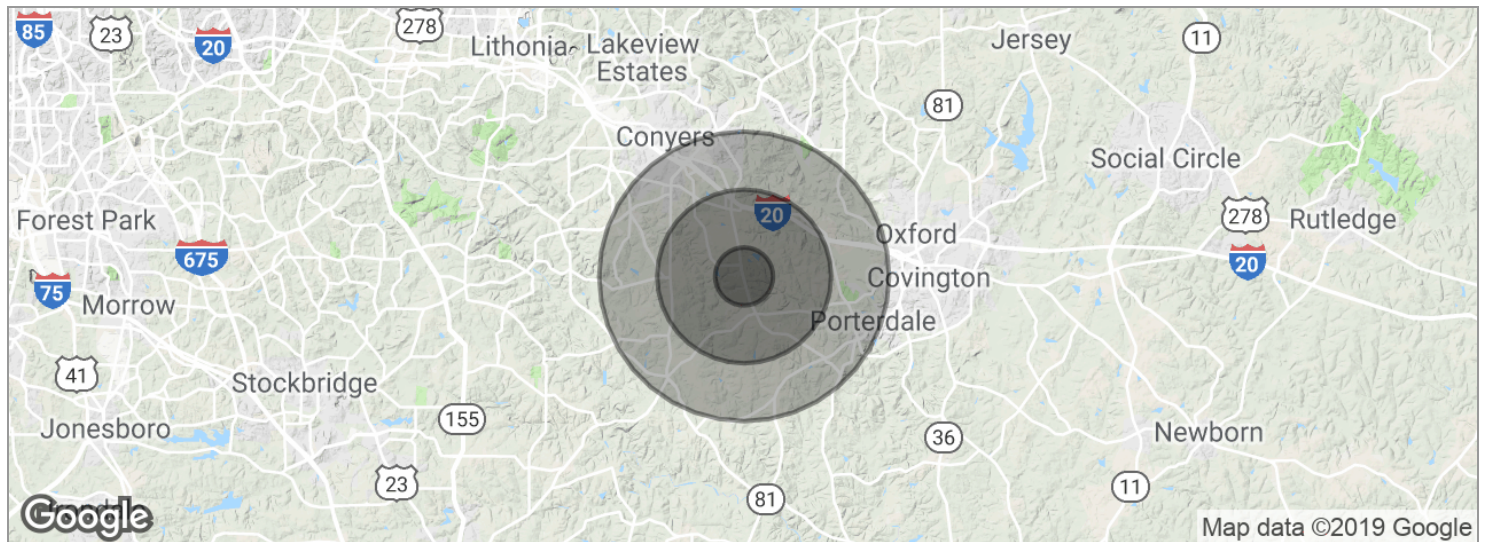 85
23
20
278
Lithonia
Lakeview
Estates
Jersey
11
81
Conyers
Social Circle
20
278
Rutledge
Forest Park
Oxford
675
20
Covington
75
Morrow
Porterdale
41
Stockbridge
155
Jonesboro
36
Newborn
23
81
11
Google
Map data ©2019 Google